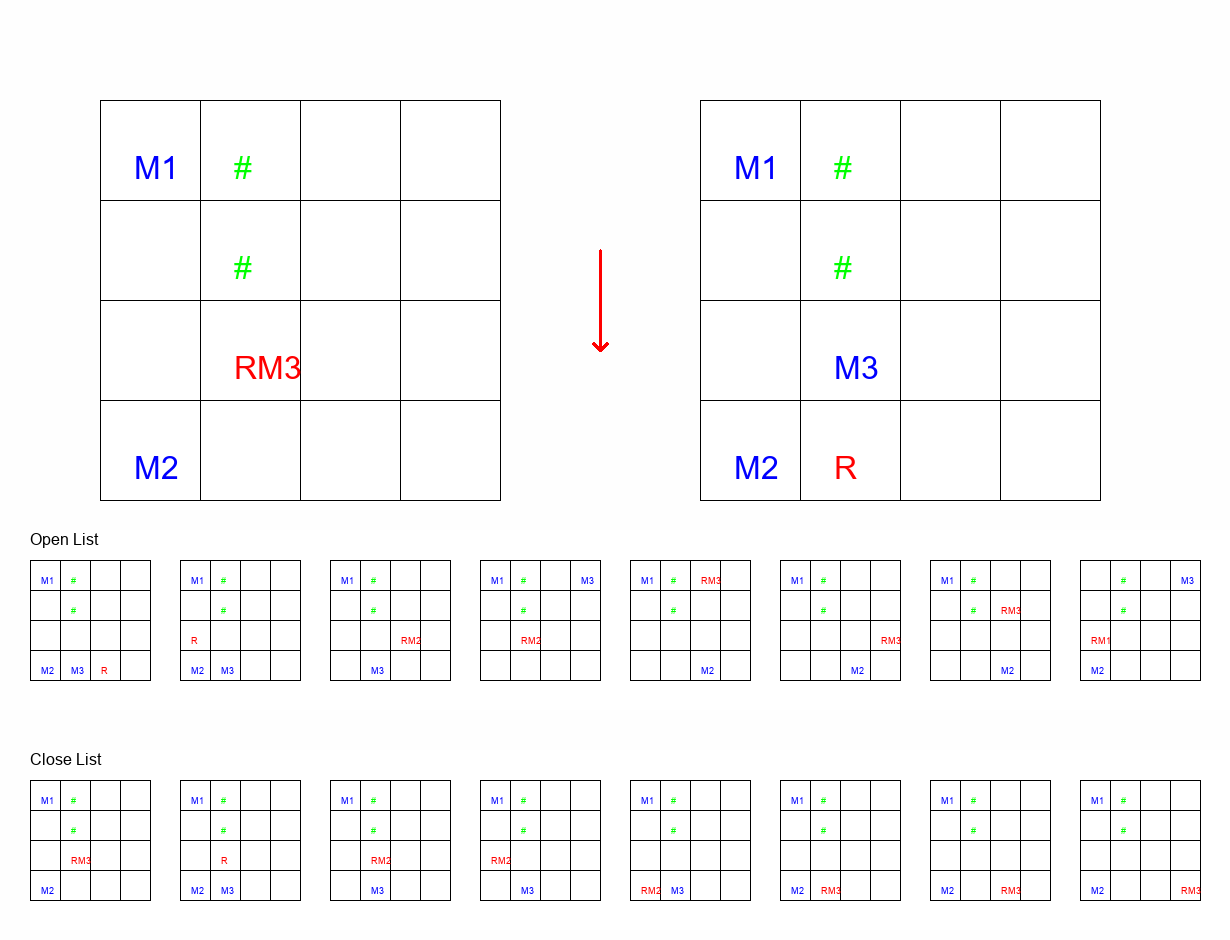 M1 # M1 #
# #
RM3 M3
M2 M2 R
Open List
M1 # M1 # M1 # M1 # M3 M1 # RM3 M1 # M1 # # M3
# # # # # # # RM3 #
R RM2 RM2 RM3 RM1
M2 M3 R M2 M3 M3 M2 M2 M2 M2
Close List
M1 # M1 # M1 # M1 # M1 # M1 # M1 # M1 #
# # # # # # # #
RM3 R RM2 RM2
M2 M2 M3 M3 M3 RM2 M3 M2 RM3 M2 RM3 M2 RM3